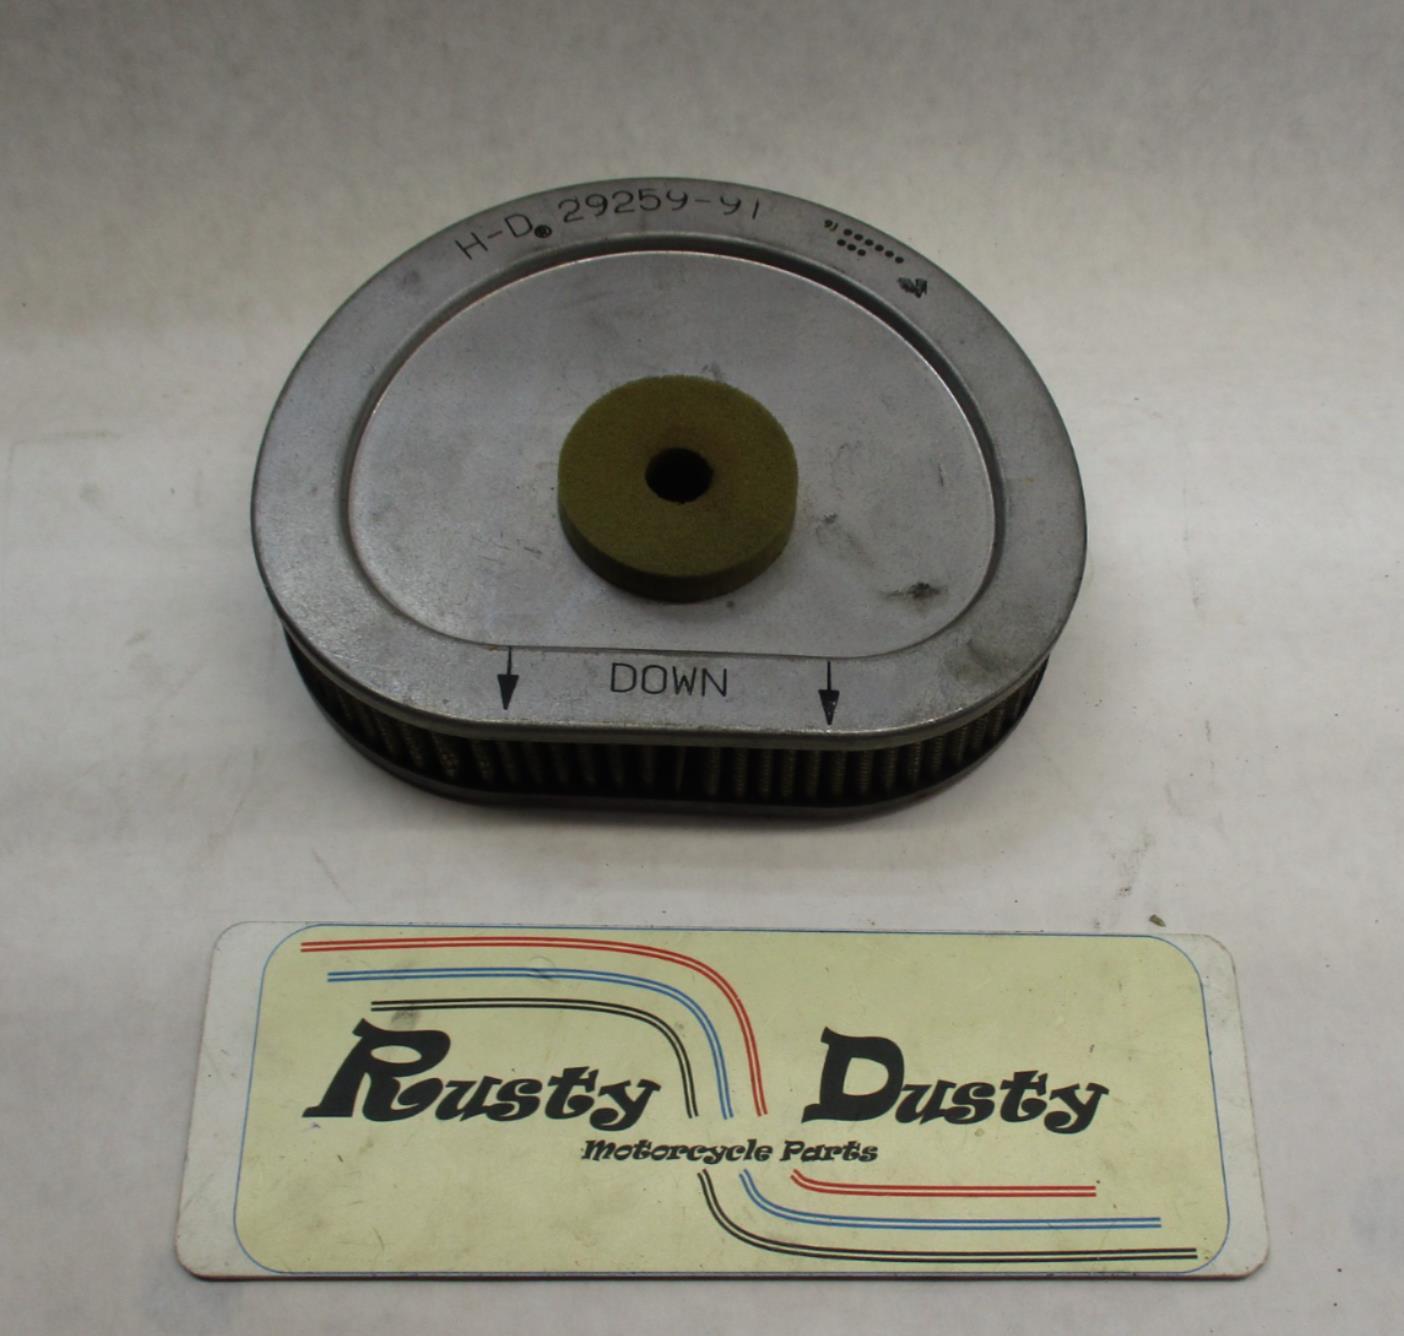 H-D® 29259-91
DOWN
Rusty Dusty
Motorcycle Parts